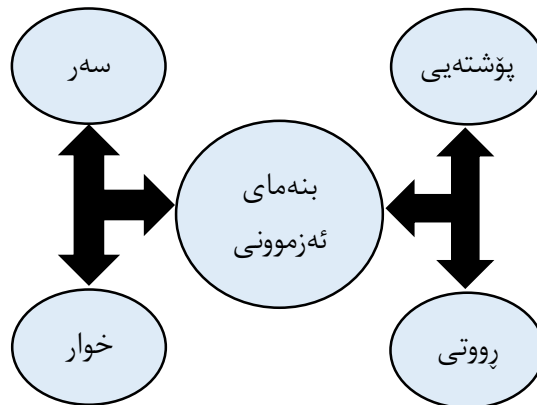 پۆشتەیی
سەر
بنەمای
ئەزموونی
ڕووتی
خوار